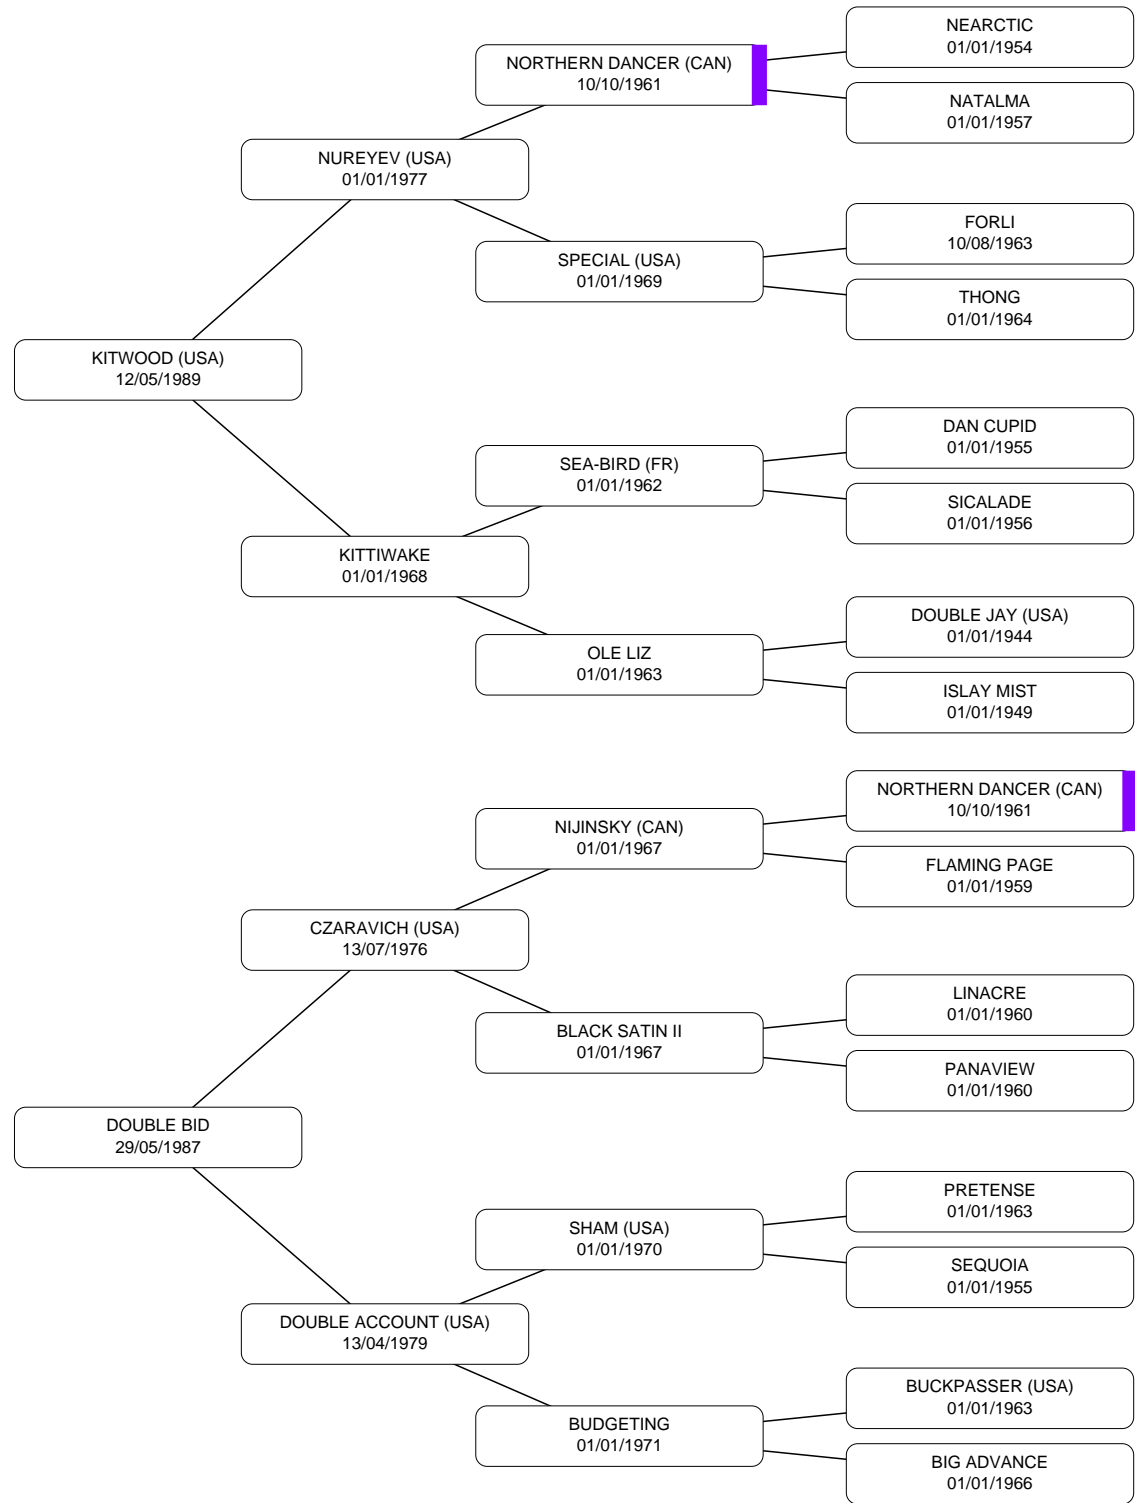 NEARCTIC
01/01/1954
NORTHERN DANCER (CAN)
10/10/1961
NATALMA
01/01/1957
NUREYEV (USA)
01/01/1977
FORLI
10/08/1963
SPECIAL (USA)
01/01/1969
THONG
01/01/1964
KITWOOD (USA)
12/05/1989
DAN CUPID
01/01/1955
SEA-BIRD (FR)
01/01/1962
SICALADE
01/01/1956
KITTIWAKE
01/01/1968
DOUBLE JAY (USA)
01/01/1944
OLE LIZ
01/01/1963
ISLAY MIST
01/01/1949
NORTHERN DANCER (CAN)
10/10/1961
NIJINSKY (CAN)
01/01/1967
FLAMING PAGE
01/01/1959
CZARAVICH (USA)
13/07/1976
LINACRE
01/01/1960
BLACK SATIN II
01/01/1967
PANAVIEW
01/01/1960
DOUBLE BID
29/05/1987
PRETENSE
01/01/1963
SHAM (USA)
01/01/1970
SEQUOIA
01/01/1955
DOUBLE ACCOUNT (USA)
13/04/1979
BUCKPASSER (USA)
01/01/1963
BUDGETING
01/01/1971
BIG ADVANCE
01/01/1966